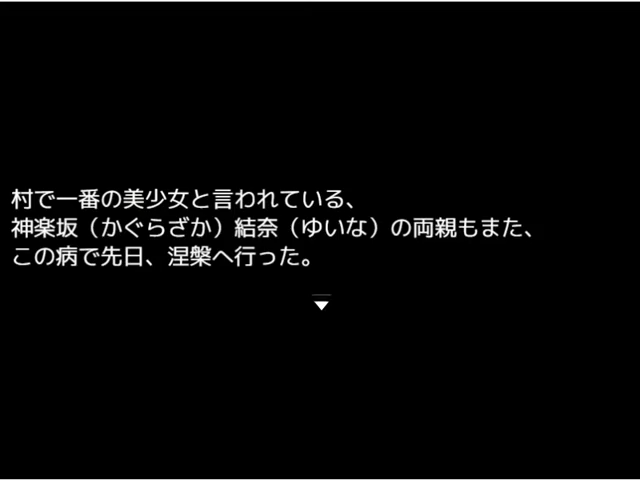 村で一番の美少女と言われている、
神楽坂（かぐらざか）結奈（ゆいな）の両親もまた、
この病で先日、涅槃へ行った。